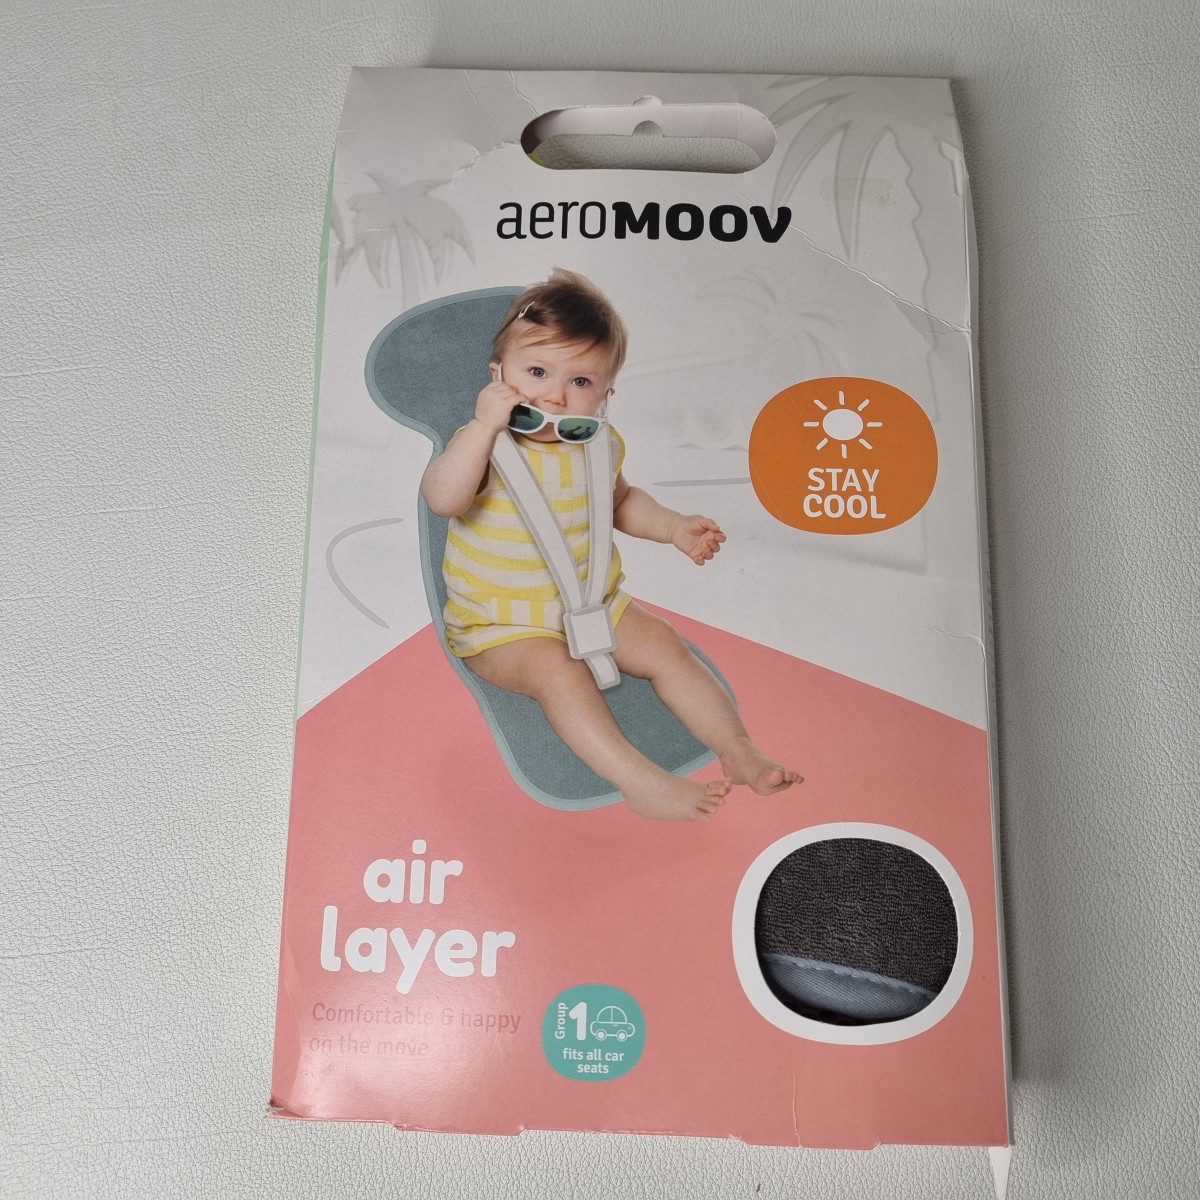 aeroMOOV
STAY
COOL
air
layer
Comfortable & happy
on the move
Group
1
fits all car
seats